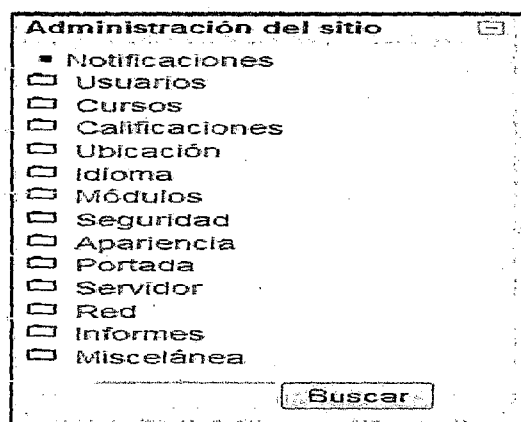 Administración del sitio
Notificaciones
Usuarios
Cursos
Calificaciones
Ubicación
Idioma
Módulos
Seguridad
Apariencia
Portada
Servidor
Red
Informes
Miscelánea
Buscar